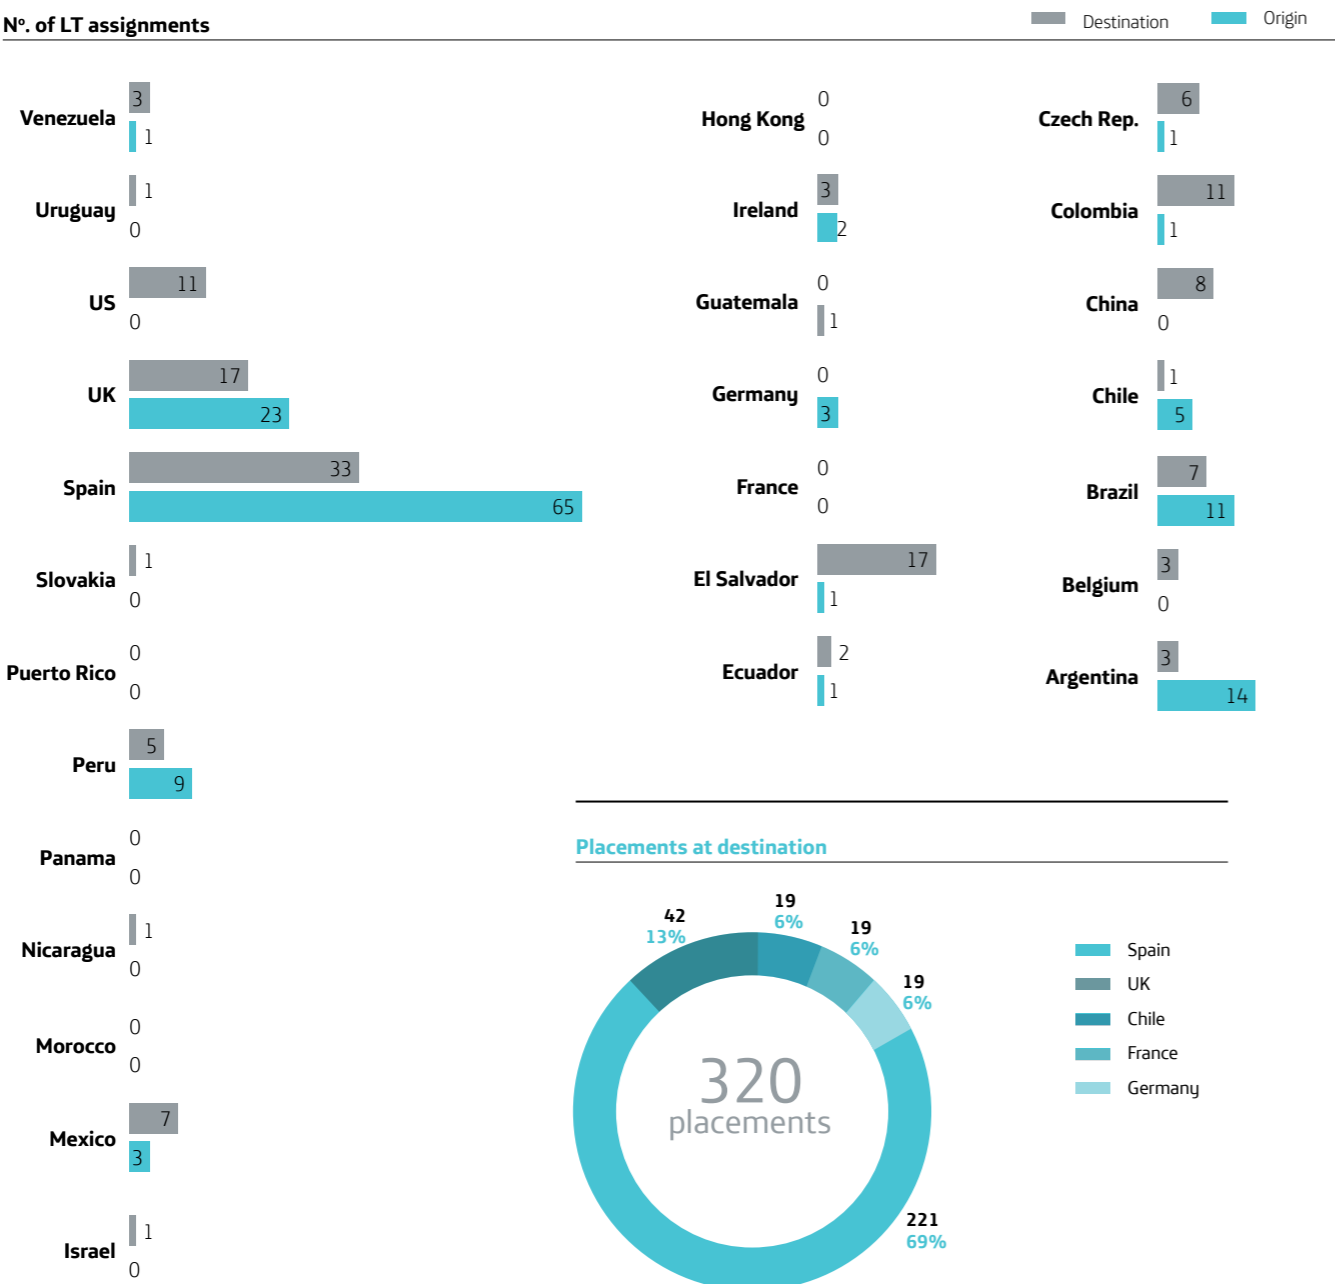 Nº. of LT assignments
Destination
Origin
Venezuela
3
1
Uruguay
1
0
US
11
0
UK
17
23
Spain
33
65
Slovakia
1
0
Puerto Rico
0
0
Peru
5
9
Panama
0
0
Nicaragua
1
0
Morocco
0
0
Mexico
7
3
Israel
1
0
Hong Kong
0
0
Ireland
3
2
Guatemala
0
1
Germany
0
3
France
0
0
El Salvador
17
1
Ecuador
2
1
Czech Rep.
6
1
Colombia
11
1
China
8
0
Chile
1
5
Brazil
7
11
Belgium
3
0
Argentina
3
14
Placements at destination
42
13%
19
6%
19
6%
19
6%
221
69%
320
placements
Spain
UK
Chile
France
Germany